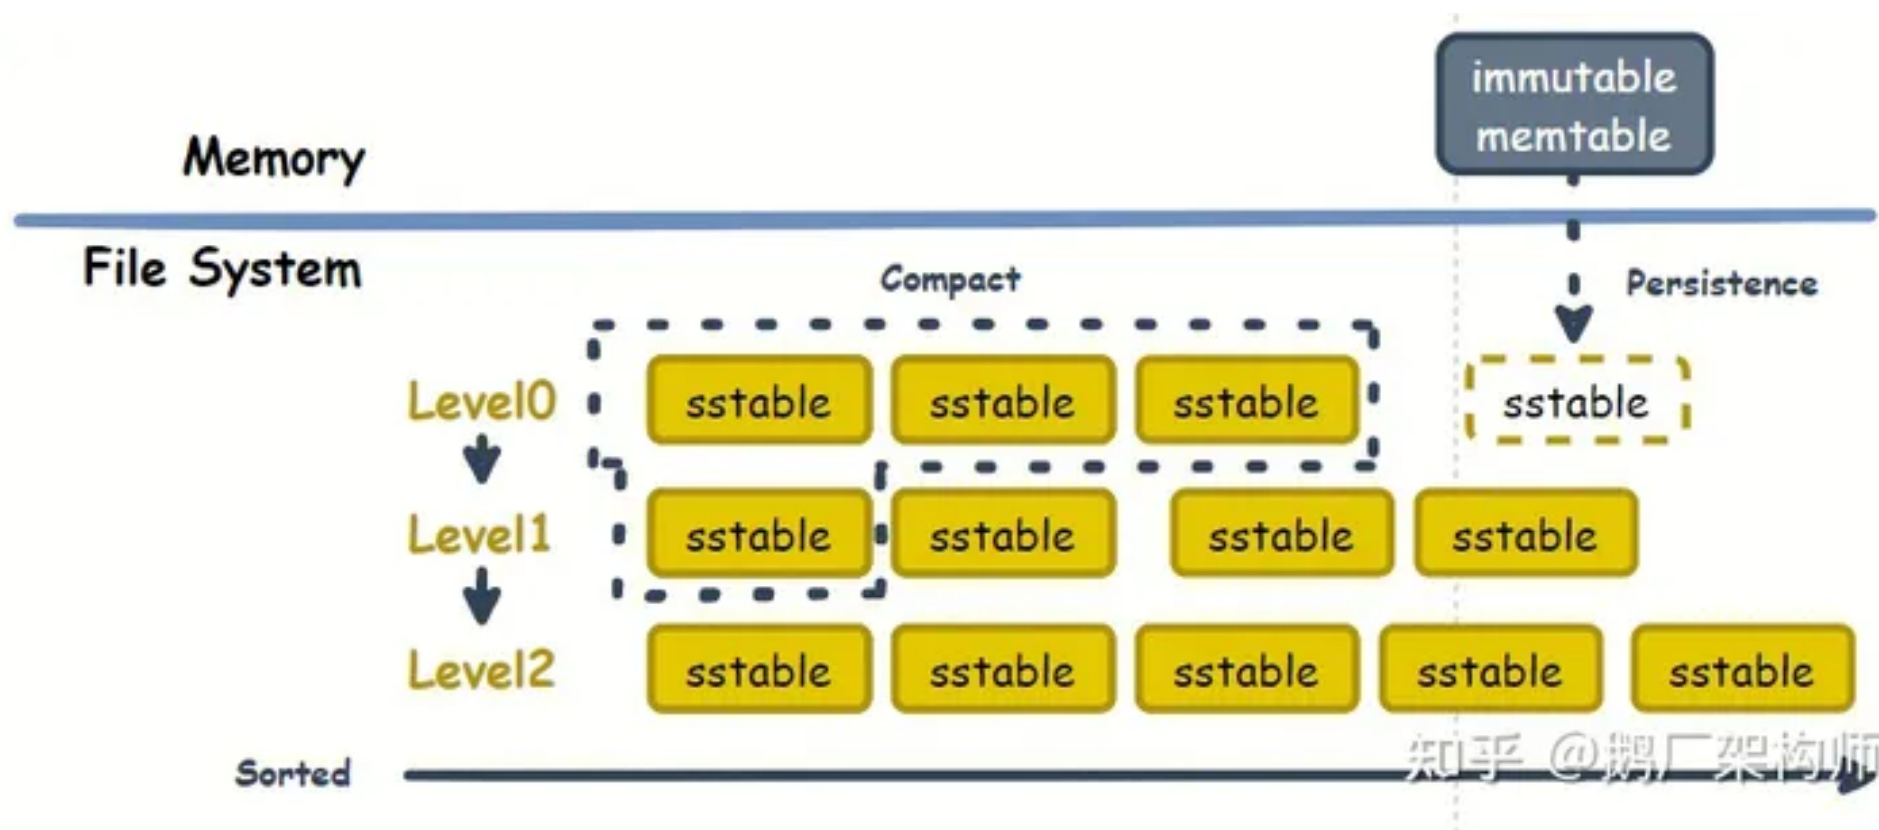 immutable
memtable
Memory
File System
Compact
Persistence
Level0
sstable
sstable
sstable
sstable
Level1
sstable
sstable
sstable
sstable
Level2
sstable
sstable
sstable
sstable
sstable
Sorted
知乎 @鹅厂架构师